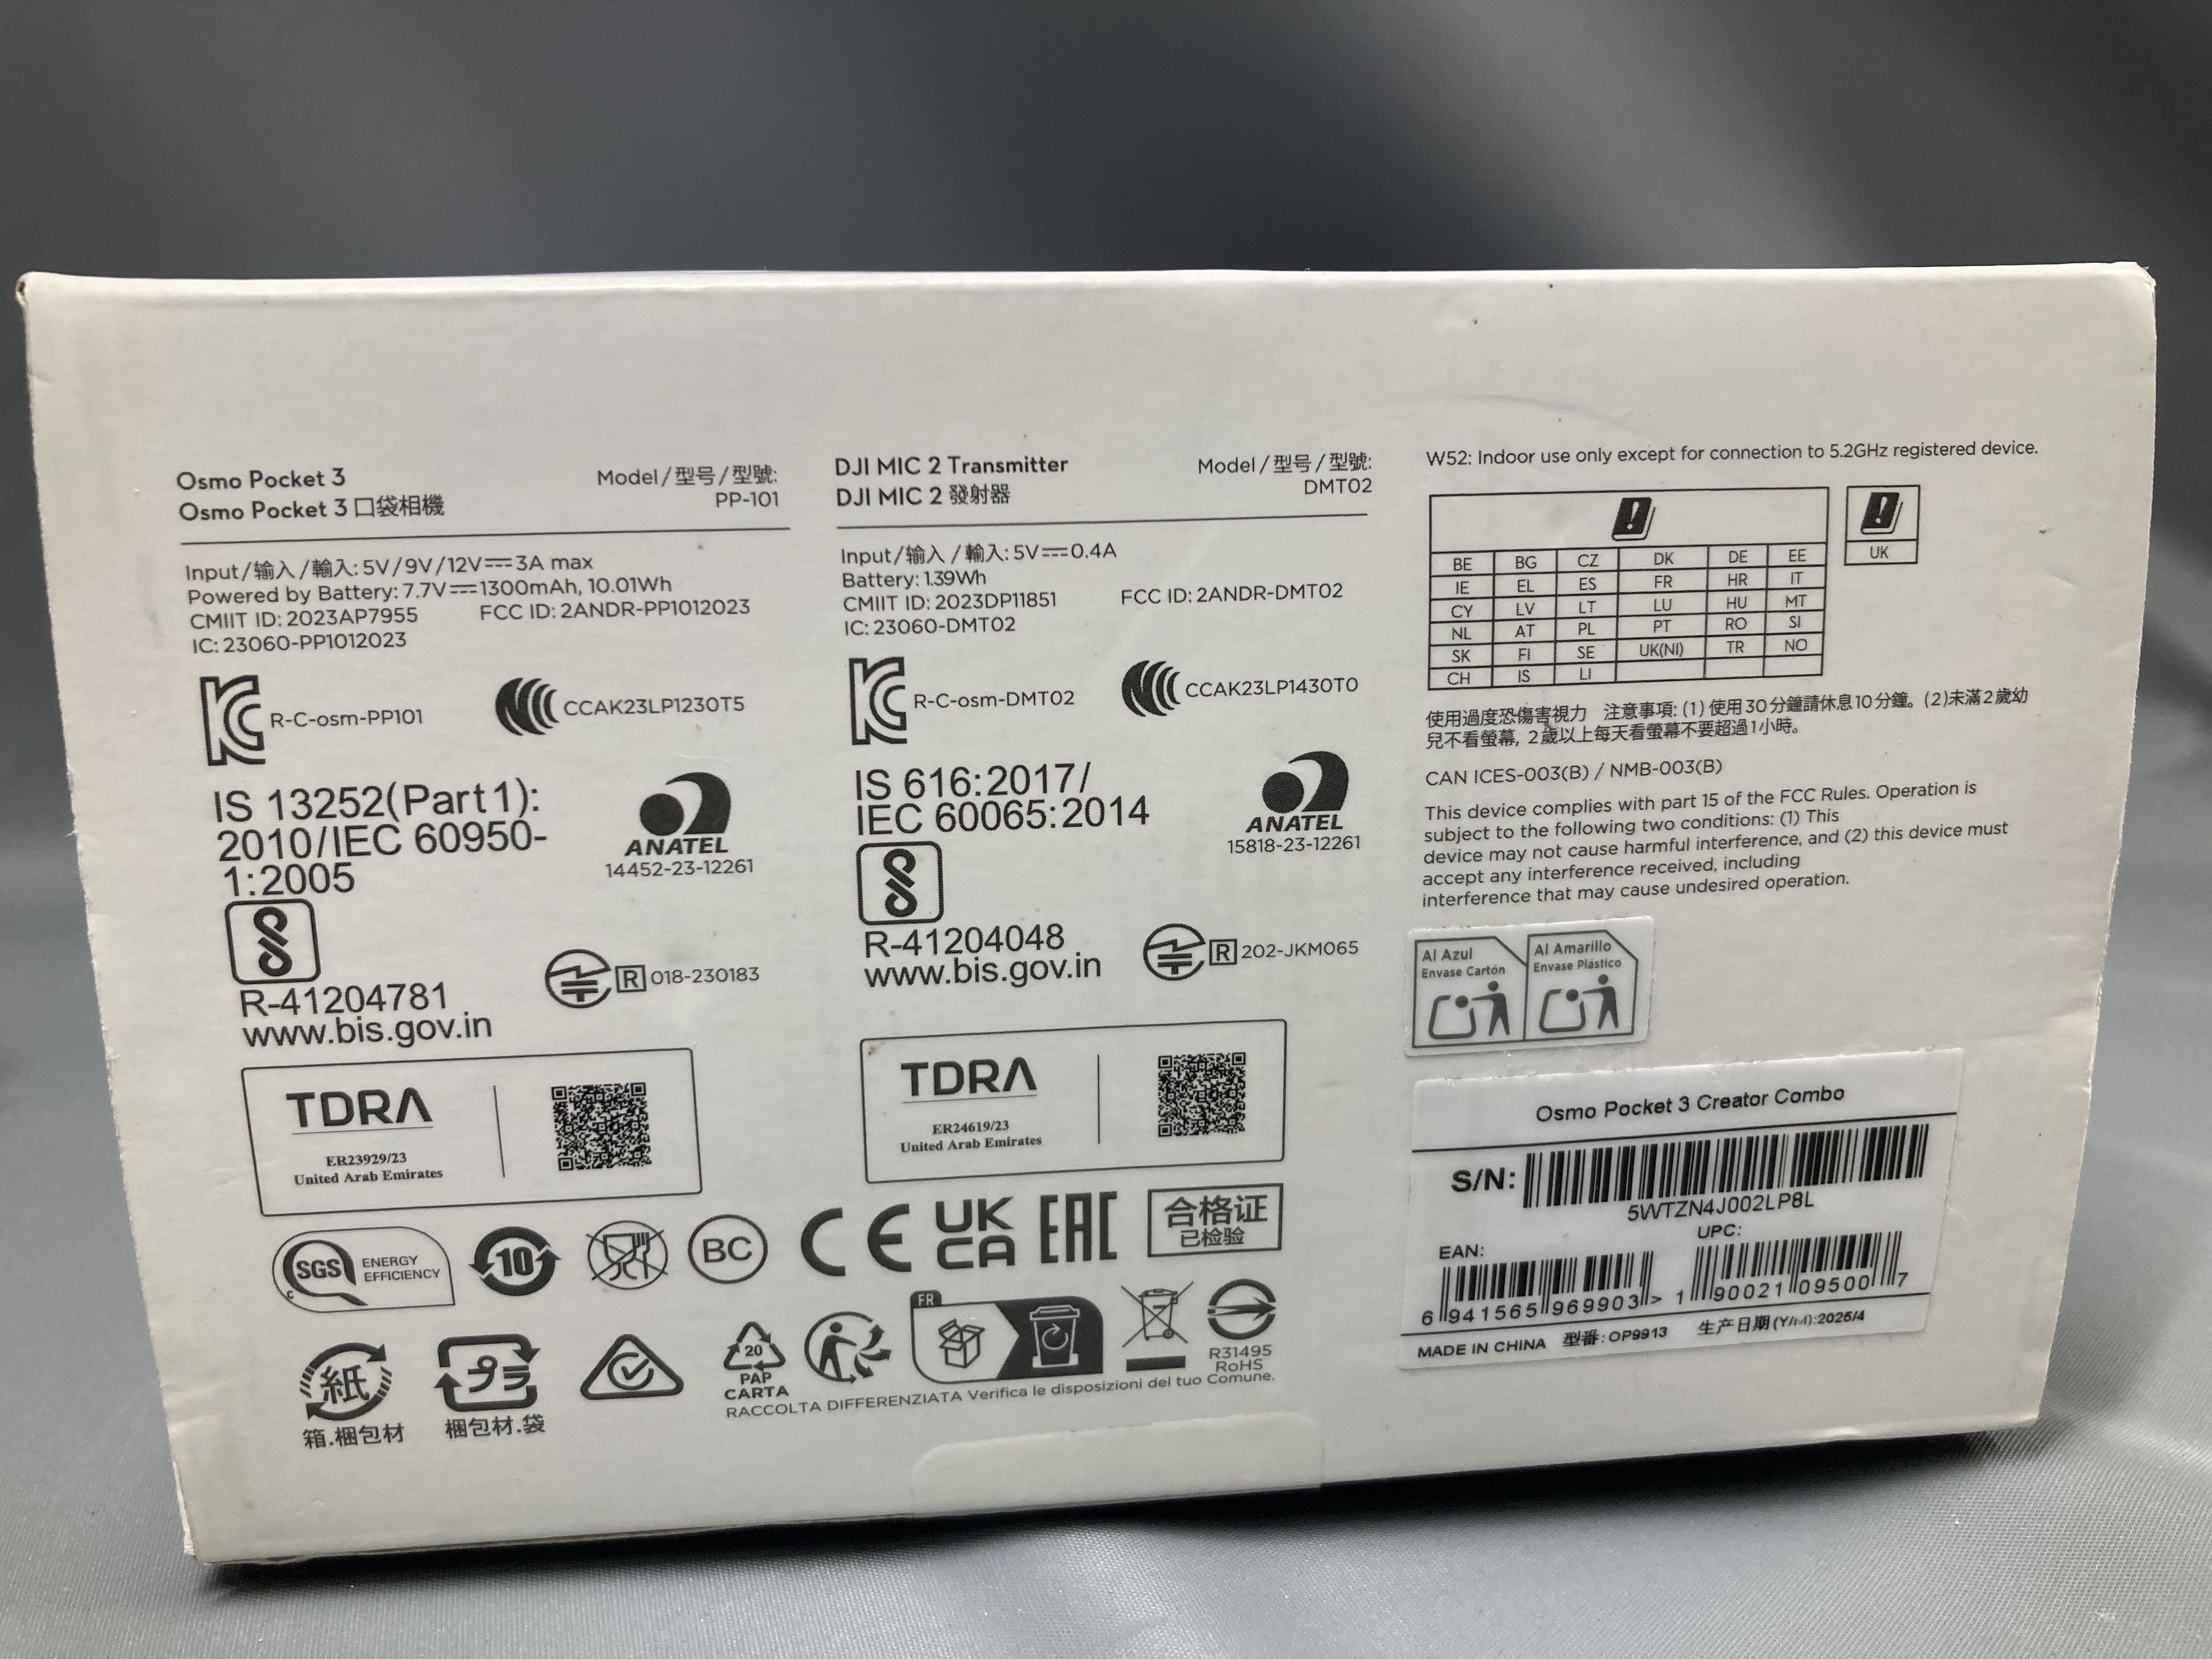 Osmo Pocket 3
Osmo Pocket 3 口袋相機
Model/型号/型號:
PP-101
Input/输入/輸入: 5V/9V/12V⎓3A max
Powered by Battery: 7.7V⎓1300mAh, 10.01Wh
CMIIT ID: 2023AP7955 FCC ID: 2ANDR-PP1012023
IC: 23060-PP1012023
R-C-osm-PP101
CCAK23LP1230T5
IS 13252(Part1):
2010/IEC 60950-
1:2005
ANATEL
14452-23-12261
R-41204781
www.bis.gov.in
R 018-230183
TDRA
ER23929/23
United Arab Emirates
DJI MIC 2 Transmitter
DJI MIC 2 發射器
Model/型号/型號:
DMT02
Input/输入/輸入: 5V⎓0.4A
Battery: 1.39Wh
CMIIT ID: 2023DP11851 FCC ID: 2ANDR-DMT02
IC: 23060-DMT02
R-C-osm-DMT02
CCAK23LP1430T0
IS 616:2017/
IEC 60065:2014
ANATEL
15818-23-12261
R-41204048
www.bis.gov.in
R 202-JKM065
TDRA
ER24619/23
United Arab Emirates
SGS ENERGY
EFFICIENCY
C
10
BC
CE
UK
CA
EAC
合格证
已检验
紙
箱.梱包材
プラ
梱包材.袋
20
PAP
CARTA
FR
R31495
RoHS
RACCOLTA DIFFERENZIATA Verifica le disposizioni del tuo Comune.
W52: Indoor use only except for connection to 5.2GHz registered device.
BE BG CZ DK DE EE
IE EL ES FR HR IT
CY LV LT LU HU MT
NL AT PL PT RO SI
SK FI SE UK(NI) TR NO
CH IS LI
UK
使用過度恐傷害視力 注意事項: (1) 使用30分鐘請休息10分鐘。(2)未滿2歲幼
兒不看螢幕, 2歲以上每天看螢幕不要超過1小時。
CAN ICES-003(B) / NMB-003(B)
This device complies with part 15 of the FCC Rules. Operation is
subject to the following two conditions: (1) This
device may not cause harmful interference, and (2) this device must
accept any interference received, including
interference that may cause undesired operation.
Al Azul
Envase Cartón
Al Amarillo
Envase Plástico
Osmo Pocket 3 Creator Combo
S/N:
5WTZN4J002LP8L
EAN:
6 941565 969903 >
UPC:
1 90021 09500 7
MADE IN CHINA 型番: OP9913 生产日期(Y/M):2025/4